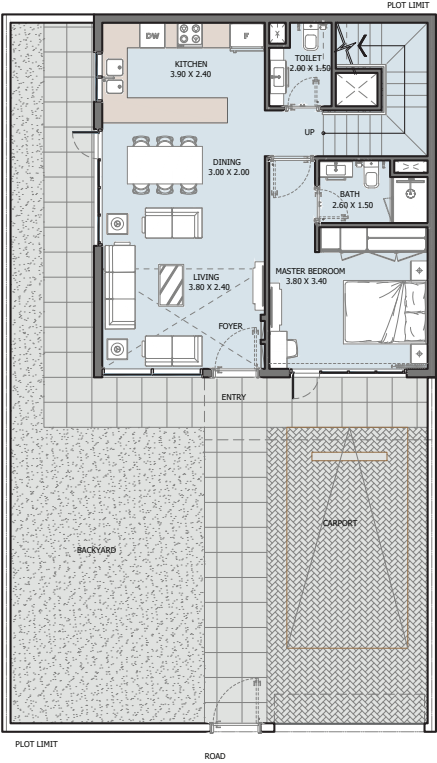 PLOT LIMIT
DW
F
KITCHEN
3.90 X 2.40
TOILET
2.00 X 1.50
UP
DINING
3.00 X 2.00
BATH
2.60 X 1.50
LIVING
3.80 X 2.40
MASTER BEDROOM
3.80 X 3.40
FOYER
ENTRY
CARPORT
BACKYARD
PLOT LIMIT
ROAD